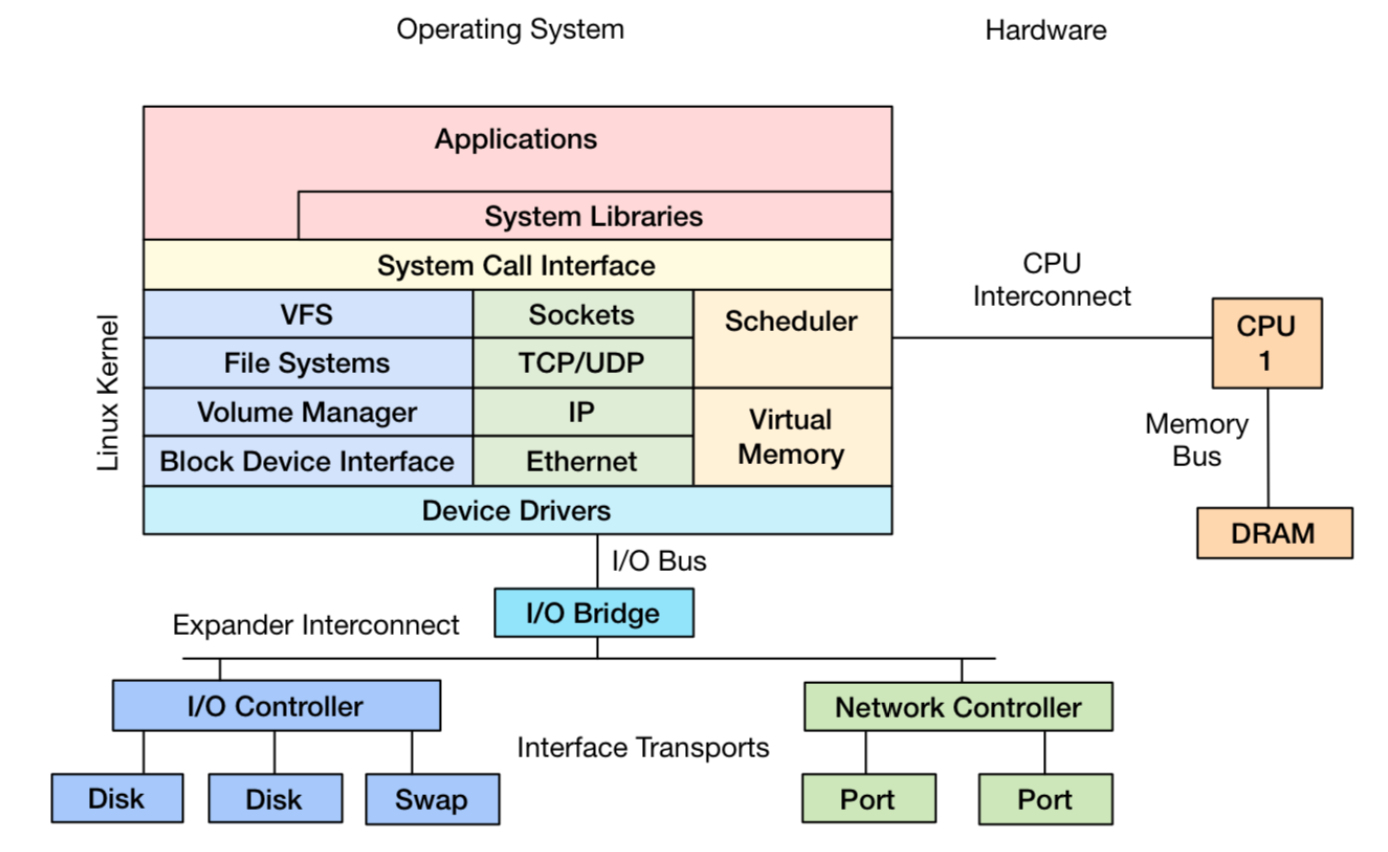 Operating System
Hardware
Applications
System Libraries
System Call Interface
Linux Kernel
VFS
Sockets
Scheduler
File Systems
TCP/UDP
Volume Manager
IP
Virtual
Memory
Block Device Interface
Ethernet
Device Drivers
CPU
Interconnect
CPU
1
Memory
Bus
DRAM
I/O Bus
I/O Bridge
Expander Interconnect
I/O Controller
Network Controller
Interface Transports
Disk
Disk
Swap
Port
Port